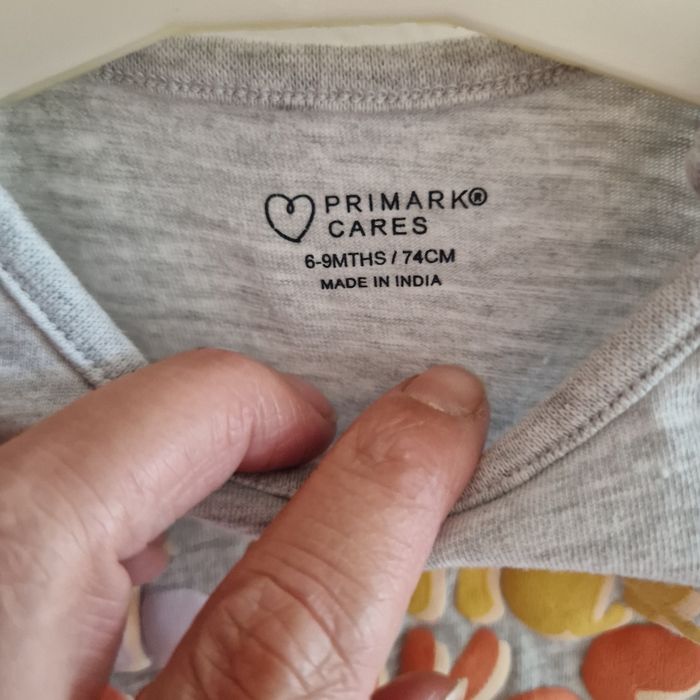 PRIMARK®
CARES
6-9MTHS / 74CM
MADE IN INDIA